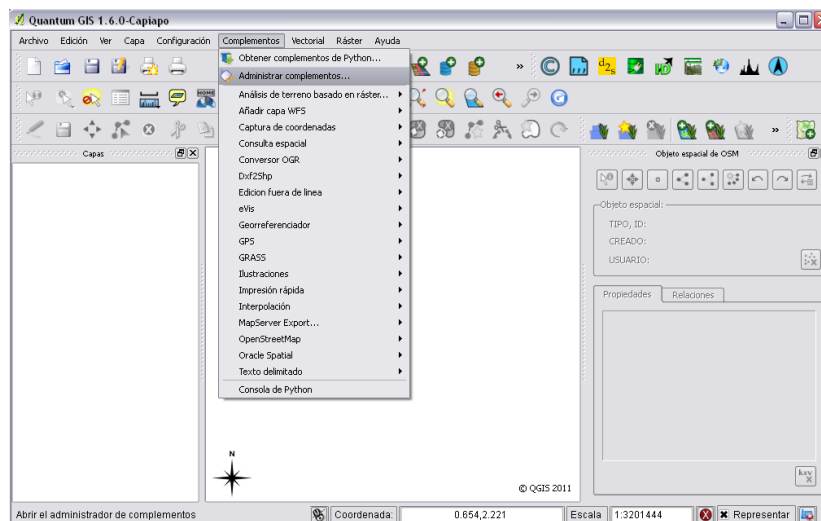 Quantum GIS 1.6.0-Capiapo
Archivo Edición Ver Capa Configuración Complementos Vectorial Ráster Ayuda
Obtener complementos de Python...
Administrar complementos...
Análisis de terreno basado en ráster...
Añadir capa WFS
Captura de coordenadas
Consulta espacial
Conversor OGR
Dxf2Shp
Edicion fuera de linea
eVis
Georreferenciador
GPS
GRASS
Ilustraciones
Impresión rápida
Interpolación
MapServer Export...
OpenStreetMap
Oracle Spatial
Texto delimitado
Consola de Python
Capas
Objeto espacial de OSM
Objeto espacial:
TIPO, ID:
CREADO:
USUARIO:
Propiedades Relaciones
N
© QGIS 2011
Abrir el administrador de complementos Coordenada: 0.654,2.221 Escala 1:3201444 Representar